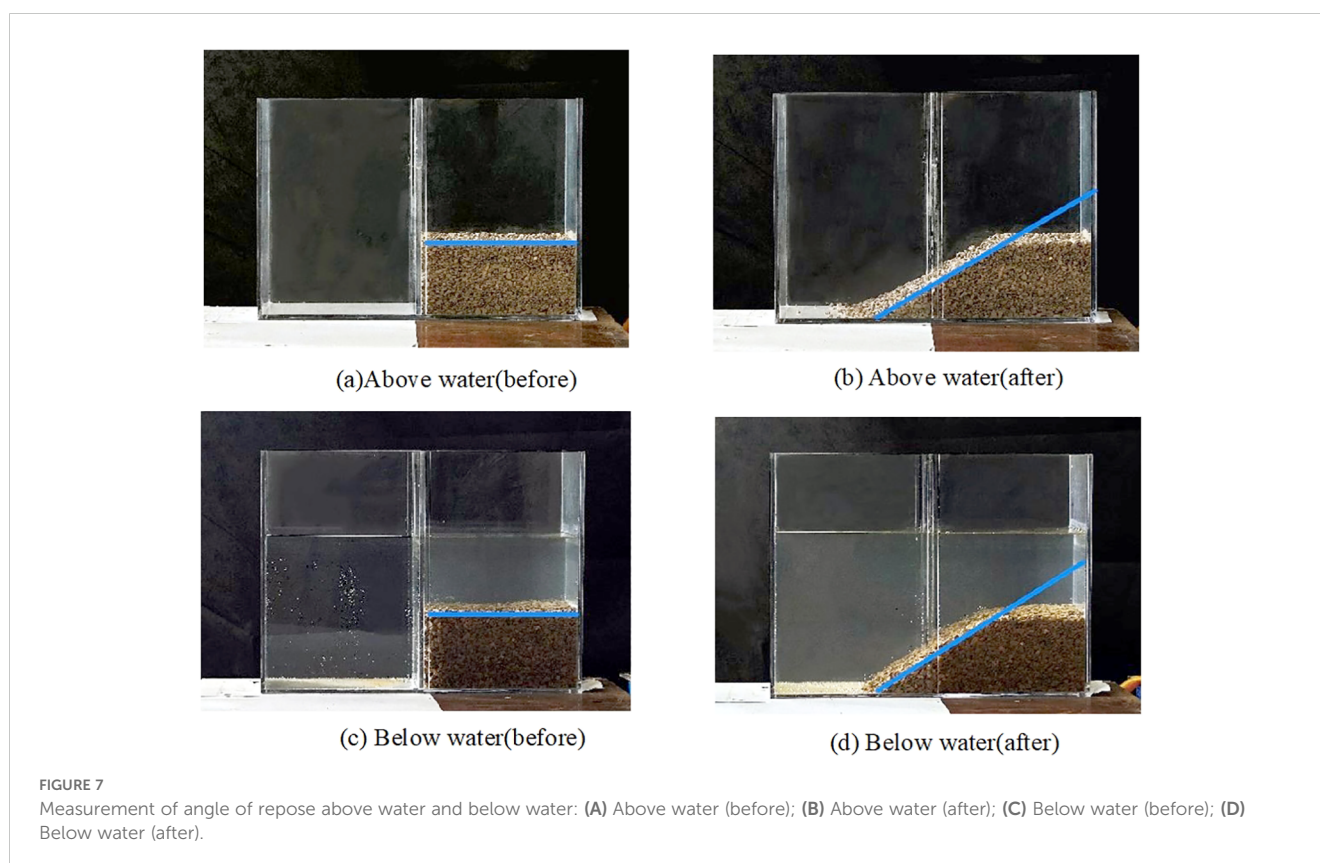 (a)Above water(before)
(b) Above water(after)
(c) Below water(before)
(d) Below water(after)
FIGURE 7
Measurement of angle of repose above water and below water: (A) Above water (before); (B) Above water (after); (C) Below water (before); (D)
Below water (after).